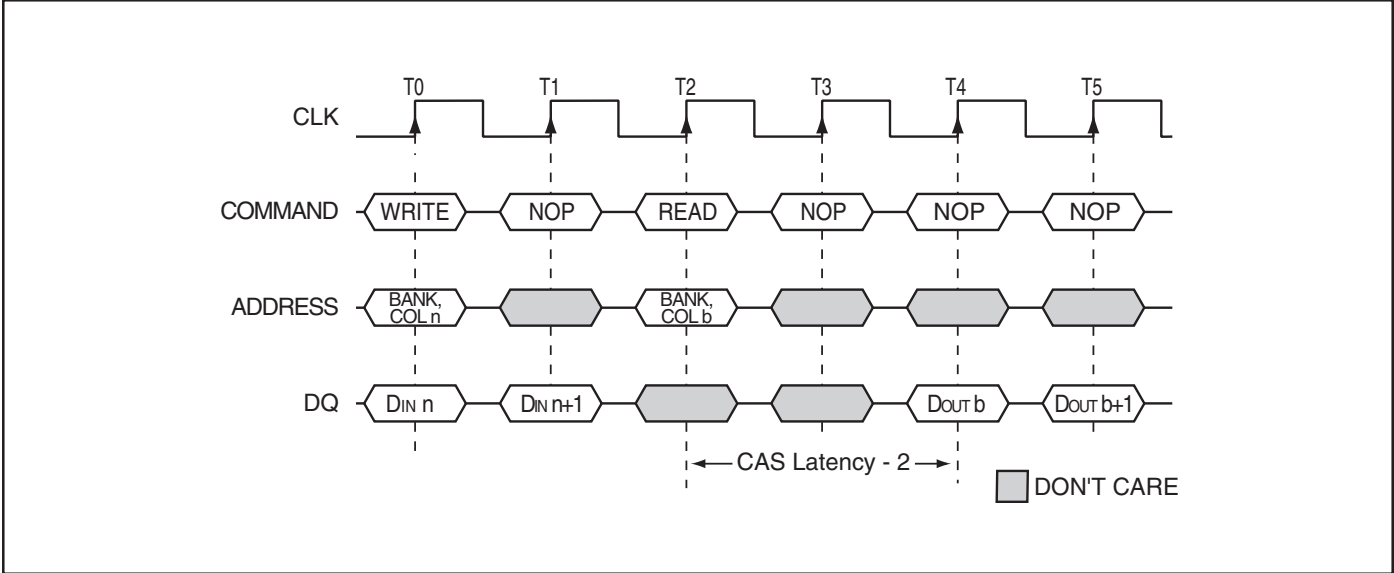 T0 T1 T2 T3 T4 T5
CLK
COMMAND WRITE NOP READ NOP NOP NOP
ADDRESS BANK, COL n BANK, COL b
DQ DIN n DIN n+1 DOUT b DOUT b+1
CAS Latency - 2
DON'T CARE